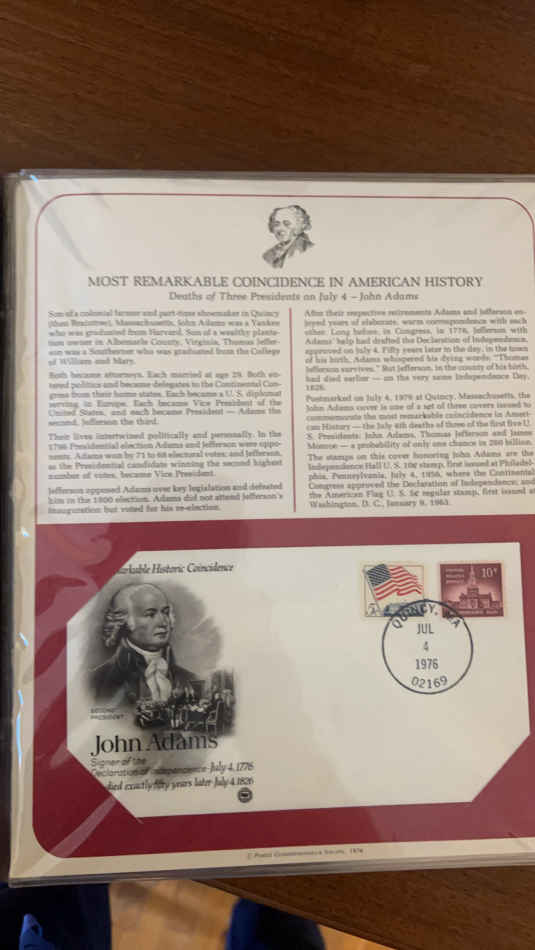 MOST REMARKABLE COINCIDENCE IN AMERICAN HISTORY
Deaths of Three Presidents on July 4 – John Adams
Son of a colonial farmer and part-time shoemaker in Quincy
(then Braintree), Massachusetts, John Adams was a Yankee
who was graduated from Harvard. Son of a wealthy planta-
tion owner in Albemarle County, Virginia, Thomas Jeffer-
son was a Southerner who was graduated from the College
of William and Mary.
Both became attorneys. Each married at age 29. Both en-
tered politics and became delegates to the Continental Con-
gress from their home states. Each became a U. S. diplomat
serving in Europe. Each became Vice President of the
United States, and each became President — Adams the
second, Jefferson the third.
Their lives intertwined politically and personally. In the
1796 Presidential election Adams and Jefferson were oppo-
nents. Adams won by 71 to 68 electoral votes; and Jefferson,
as the Presidential candidate winning the second highest
number of votes, became Vice President.
Jefferson opposed Adams over key legislation and defeated
him in the 1800 election. Adams did not attend Jefferson's
inauguration but voted for his re-election.
After their respective retirements Adams and Jefferson en-
joyed years of elaborate, warm correspondence with each
other. Long before, in Congress, in 1776, Jefferson with
Adams' help had drafted the Declaration of Independence,
approved on July 4. Fifty years later to the day, in the town
of his birth, Adams whispered his dying words: "Thomas
Jefferson survives." But Jefferson, in the county of his birth,
had died earlier — on the very same Independence Day,
1826.
Postmarked on July 4, 1976 at Quincy, Massachusetts, the
John Adams cover is one of a set of three covers issued to
commemorate the most remarkable coincidence in Ameri-
can History — the July 4th deaths of three of the first five U.
S. Presidents: John Adams, Thomas Jefferson and James
Monroe — a probability of only one chance in 260 billion.
The stamps on this cover honoring John Adams are the
Independence Hall U. S. 10¢ stamp, first issued at Philadel-
phia, Pennsylvania, July 4, 1956, where the Continental
Congress approved the Declaration of Independence; and
the American Flag U. S. 5¢ regular stamp, first issued at
Washington, D. C., January 9, 1963.
arkable Historic Coincidence
SECOND
PRESIDENT
John Adams
Signer of the
Declaration of Independence July 4, 1776
died exactly fifty years later July 4, 1826
10¢
QUINCY, MA
JUL
4
1976
02169
© Postal Commemorative Society, 1976